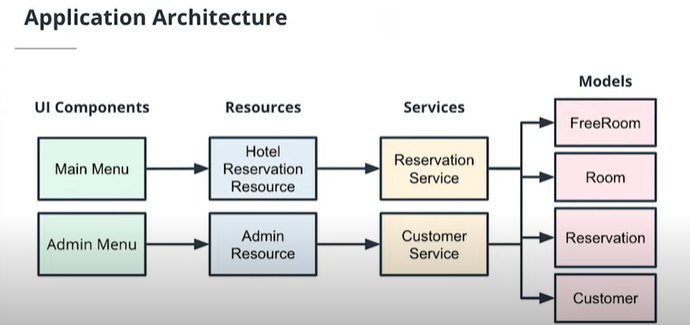 Application Architecture
UI Components
Resources
Services
Models
Main Menu
Hotel
Reservation
Resource
Reservation
Service
FreeRoom
Room
Admin Menu
Admin
Resource
Customer
Service
Reservation
Customer